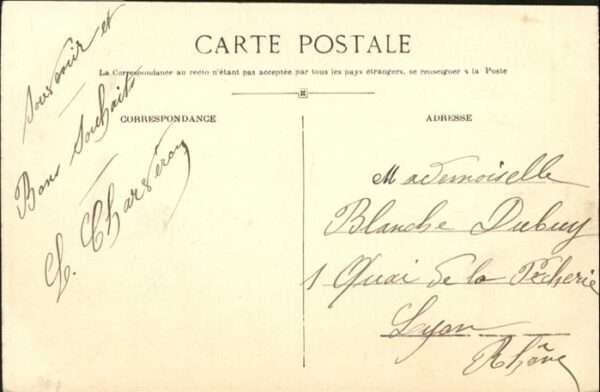 CARTE POSTALE
La Correspondance au recto n'étant pas acceptée par tous les pays étrangers, se renseigner à la Poste
CORRESPONDANCE
Souvenir et
Bons Souhaits
L. Charvéron
ADRESSE
Mademoiselle
Blanche Dubuy
1 Quai de la Pêcherie
Lyon
Rhône